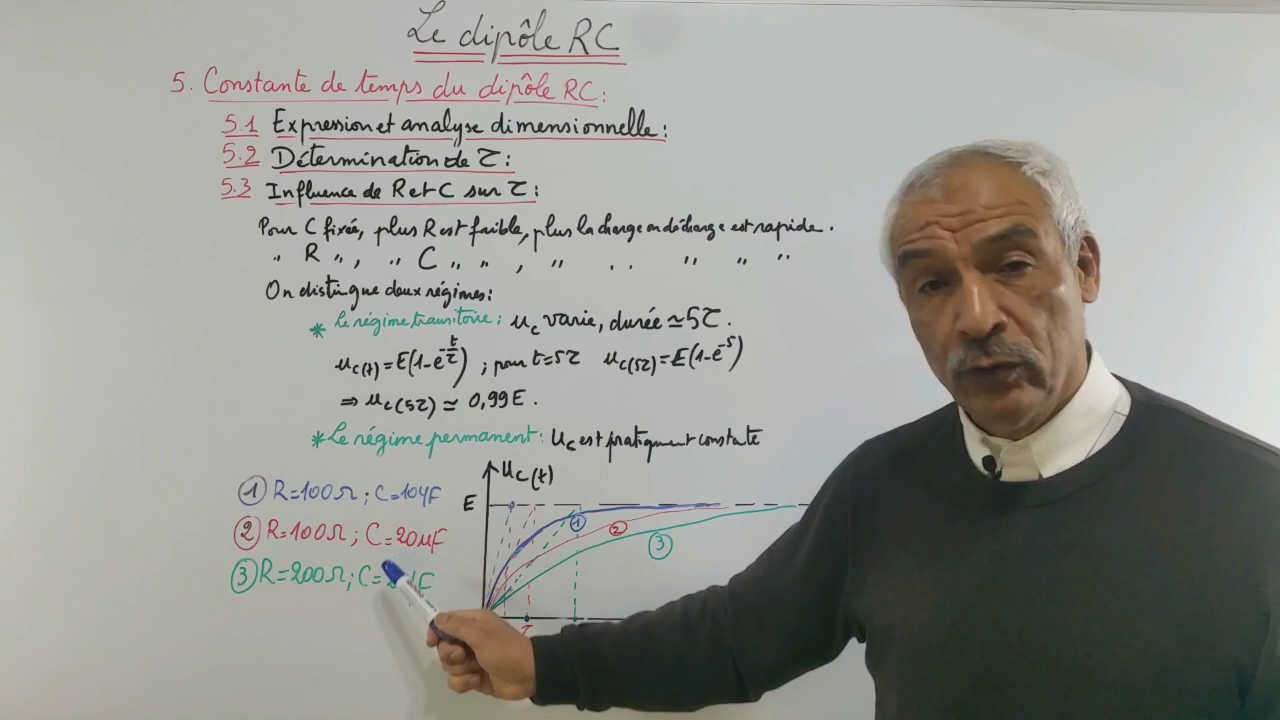 Le dipôle RC
5. Constante de temps du dipôle RC:
5.1 Expression et analyse dimensionnelle:
5.2 Détermination de τ:
5.3 Influence de R et C sur τ:
Pour C fixée, plus R est faible, plus la charge ou décharge est rapide.
" R ", " C " ", " " " " "
On distingue deux régimes:
* Le régime transitoire: uc varie, durée ≃ 5τ.
uc(t) = E(1-e^-t/τ) ; pour t=5τ uc(5τ) = E(1-e^-5)
⇒ uc(5τ) ≃ 0,99E.
* Le régime permanent: Uc est pratiquement constante
① R=100Ω ; C=10μF
② R=100Ω ; C=20μF
③ R=200Ω ; C=
uc(t)
E
①
②
③
τ